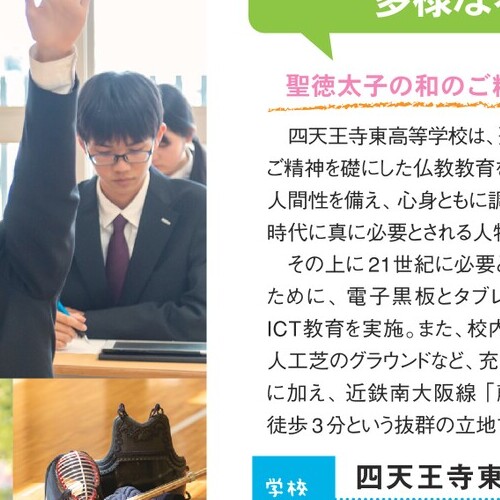 多様な
聖徳太子の和のご精
四天王寺東高等学校は、
ご精神を礎にした仏教教育を
人間性を備え、心身ともに調
時代に真に必要とされる人物
その上に21世紀に必要と
ために、電子黒板とタブレ
ICT教育を実施。また、校内
人工芝のグラウンドなど、充
に加え、近鉄南大阪線「藤
徒歩3分という抜群の立地
学校
四天王寺東